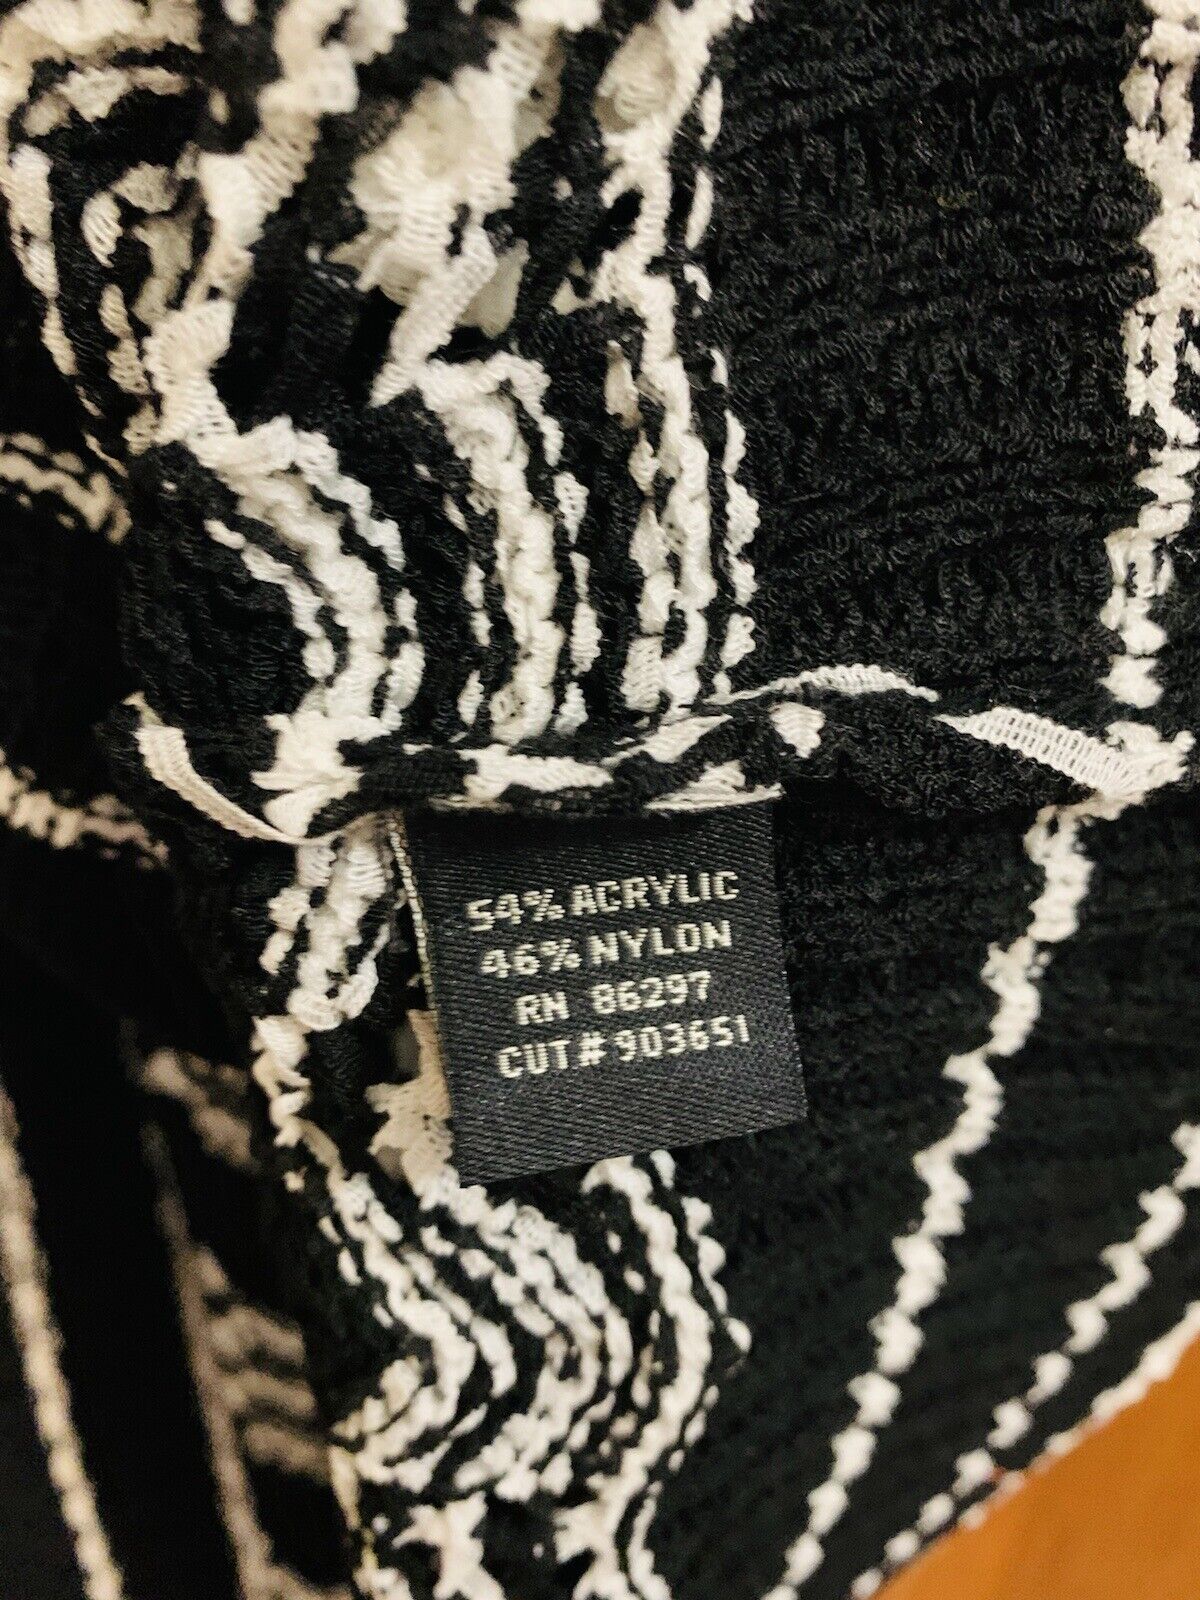 54% ACRYLIC
46% NYLON
RN 86297
CUT# 903651